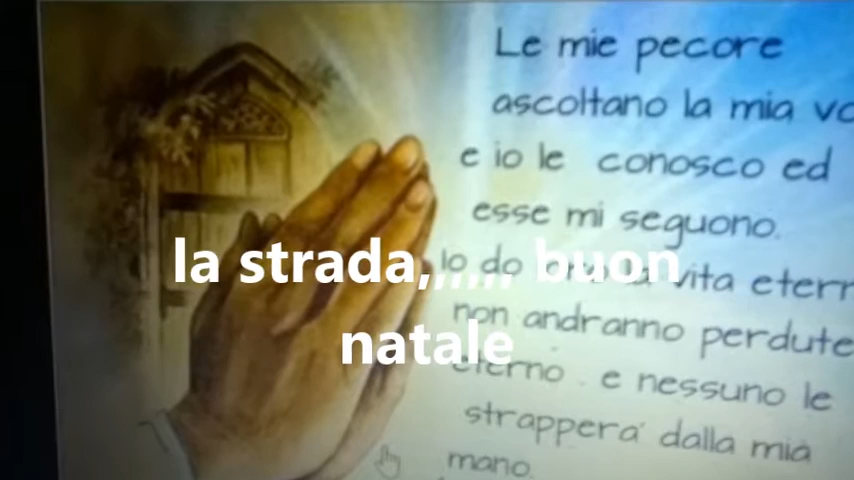 Le mie pecore
ascoltano la mia
e io le conosco ed
esse mi seguono.
Io do vita
non andranno perdute
eterno . e nessuno le
strappera' dalla mia
mano.
la strada,,,,,,, buon
natale